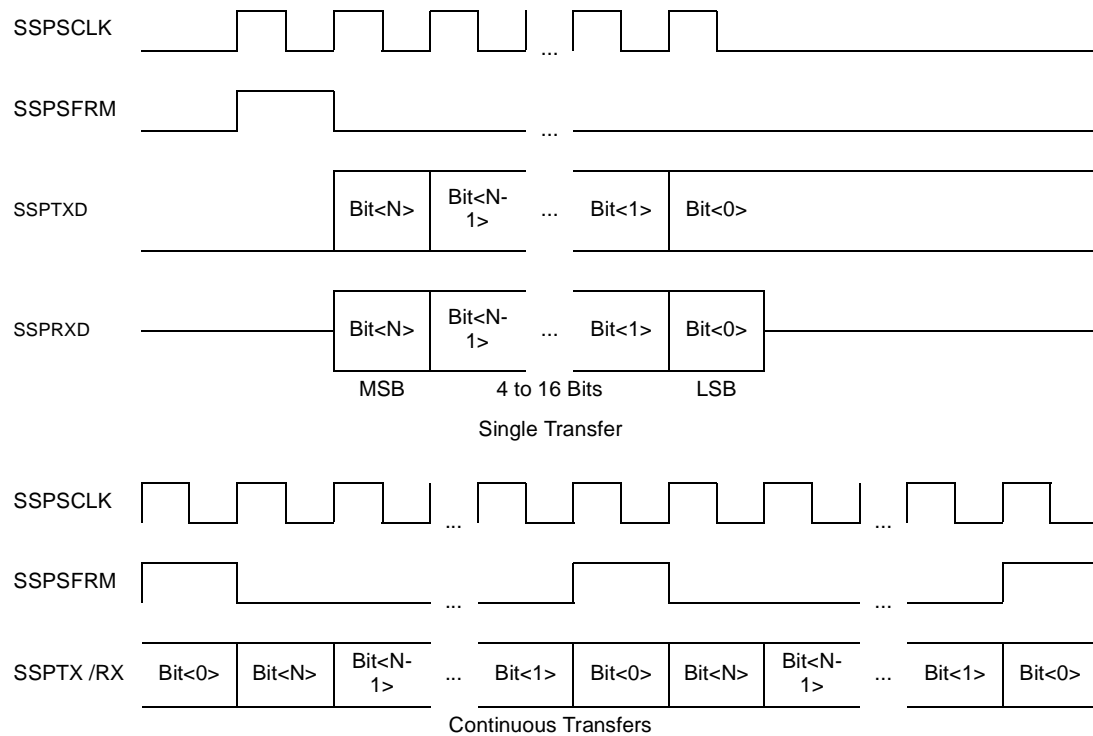 SSPSCLK
...
SSPSFRM
...
SSPTXD Bit<N> Bit<N-
1> ... Bit<1> Bit<0>
SSPRXD Bit<N> Bit<N-
1> ... Bit<1> Bit<0>
MSB 4 to 16 Bits LSB
Single Transfer
SSPSCLK
... ...
SSPSFRM
... ...
SSPTX /RX Bit<0> Bit<N> Bit<N-
1> ... Bit<1> Bit<0> Bit<N> Bit<N-
1> ... Bit<1> Bit<0>
Continuous Transfers